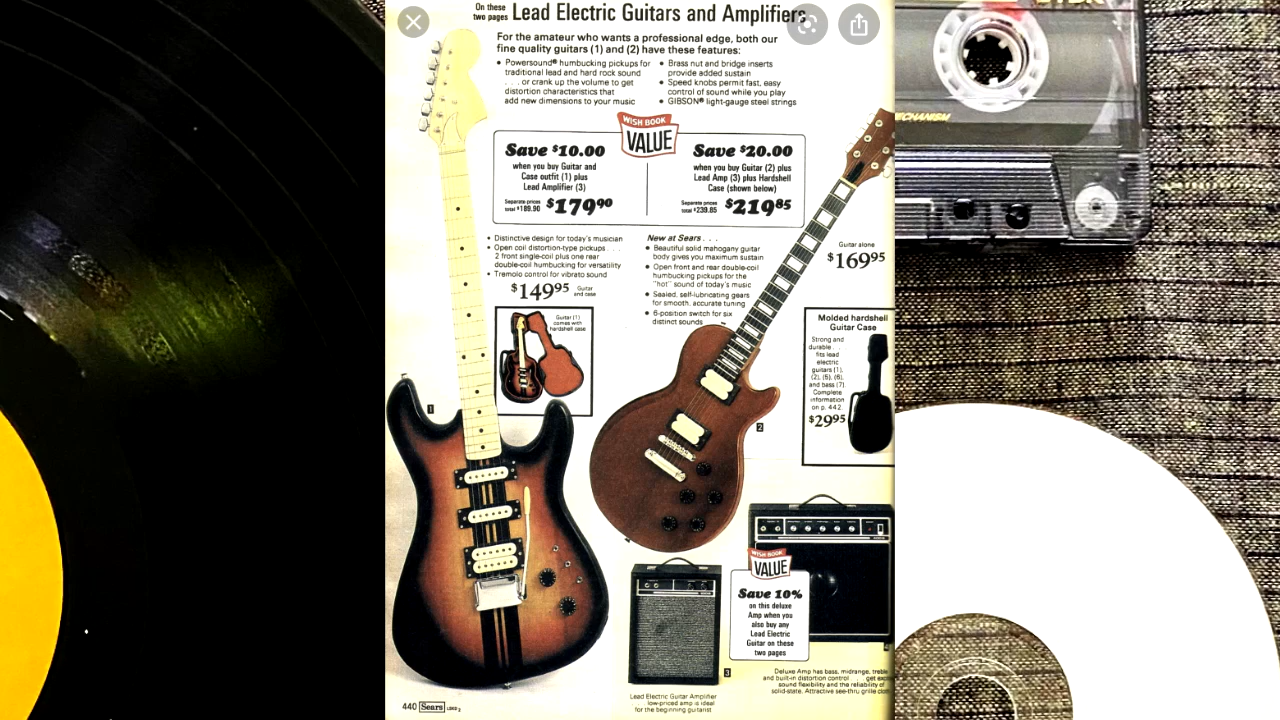 On these
two pages
Lead Electric Guitars and Amplifiers
For the amateur who wants a professional edge, both our
fine quality guitars (1) and (2) have these features:
• Powersound® humbucking pickups for
traditional lead and hard rock sound
. . . or crank up the volume to get
distortion characteristics that
add new dimensions to your music
• Brass nut and bridge inserts
provide added sustain
• Speed knobs permit fast, easy
control of sound while you play
• GIBSON® light-gauge steel strings
WISH BOOK
VALUE
Save $10.00
when you buy Guitar and
Case outfit (1) plus
Lead Amplifier (3)
Separate prices
total $189.90
$17990
Save $20.00
when you buy Guitar (2) plus
Lead Amp (3) plus Hardshell
Case (shown below)
Separate prices
total $239.85
$21985
• Distinctive design for today's musician
• Open coil distortion-type pickups . . .
2 front single-coil plus one rear
double-coil humbucking for versatility
• Tremolo control for vibrato sound
$14995
Guitar
and case
New at Sears . . .
• Beautiful solid mahogany guitar
body gives you maximum sustain
• Open front and rear double-coil
humbucking pickups for the
"hot" sound of today's music
• Sealed, self-lubricating gears
for smooth, accurate tuning
• 6-position switch for six
distinct sounds
Guitar alone
$16995
Guitar (1)
comes with
hardshell case
Molded hardshell
Guitar Case
Strong and
durable . .
fits lead
electric
guitars (1),
(2), (5), (6),
and bass (7).
Complete
information
on p. 442.
$2995
1
2
WISH BOOK
VALUE
Save 10%
on this deluxe
Amp when you
also buy any
Lead Electric
Guitar on these
two pages
3
Lead Electric Guitar Amplifier
low-priced amp is ideal
for the beginning guitarist
Deluxe Amp has bass, midrange, treble
and built-in distortion control
sound flexibility and the reliability of
solid-state. Attractive see-thru grille
440 Sears
MECHANISM